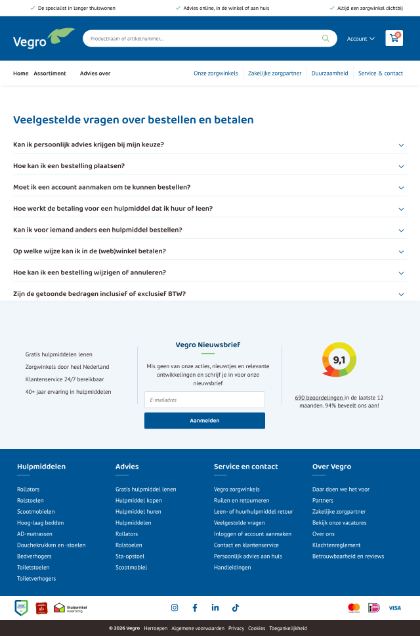 De specialist in langer thuiswonen
Advies online, in de winkel of aan huis
Altijd een zorgwinkel dichtbij
Vegro
Productnaam of artikelnummer...
Account
Home Assortiment Advies over
Onze zorgwinkels Zakelijke zorgpartner Duurzaamheid Service & contact
Veelgestelde vragen over bestellen en betalen
Kan ik persoonlijk advies krijgen bij mijn keuze?
Hoe kan ik een bestelling plaatsen?
Moet ik een account aanmaken om te kunnen bestellen?
Hoe werkt de betaling voor een hulpmiddel dat ik huur of leen?
Kan ik voor iemand anders een hulpmiddel bestellen?
Op welke wijze kan ik in de (web)winkel betalen?
Hoe kan ik een bestelling wijzigen of annuleren?
Zijn de getoonde bedragen inclusief of exclusief BTW?
Gratis hulpmiddelen lenen
Zorgwinkels door heel Nederland
Klantenservice 24/7 bereikbaar
40+ jaar ervaring in hulpmiddelen
Vegro Nieuwsbrief
Mis geen van onze acties, nieuwtjes en relevante
ontwikkelingen en schrijf je in voor onze
nieuwsbrief
E-mailadres
Aanmelden
9,1
690 beoordelingen in de laatste 12
maanden. 94% beveelt ons aan!
Hulpmiddelen
Rollators
Rolstoelen
Scootmobielen
Hoog-laag bedden
AD-matrassen
Douchekrukken en -stoelen
Bedverhogers
Toiletstoelen
Toiletverhogers
Advies
Gratis hulpmiddel lenen
Hulpmiddel kopen
Hulpmiddel huren
Hulpmiddelen
Rollators
Rolstoelen
Sta-opstoel
Scootmobiel
Service en contact
Vegro zorgwinkels
Ruilen en retourneren
Leen- of huurhulpmiddel retour
Veelgestelde vragen
Inloggen of account aanmaken
Contact en klantenservice
Persoonlijk advies aan huis
Handleidingen
Over Vegro
Daar doen we het voor
Partners
Zakelijke zorgpartner
Bekijk onze vacatures
Over ons
Klachtenreglement
Betrouwbaarheid en reviews
VISA
© 2026 Vegro Herroepen Algemene voorwaarden Privacy Cookies Toegankelijkheid